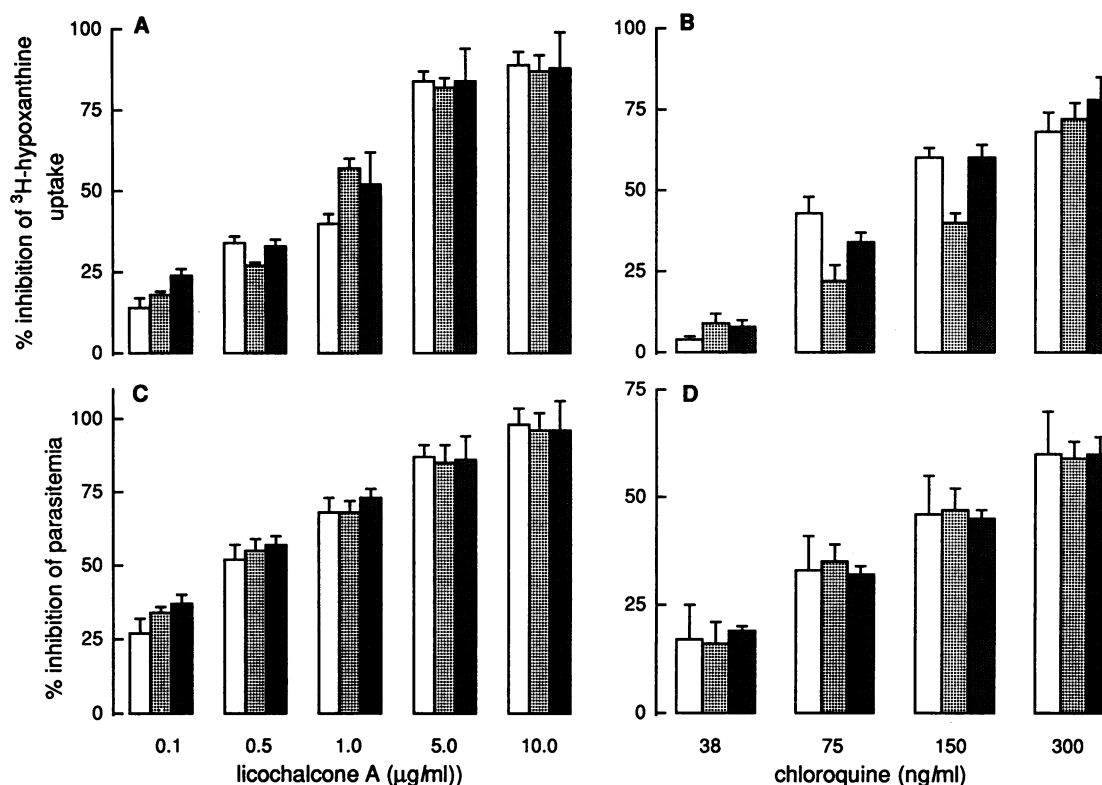 A
% inhibition of ³H-hypoxanthine
uptake
100
75
50
25
0
B
100
75
50
25
0
C
% inhibition of parasitemia
100
75
50
25
0
0.1 0.5 1.0 5.0 10.0
licochalcone A (µg/ml))
D
75
50
25
0
38 75 150 300
chloroquine (ng/ml)